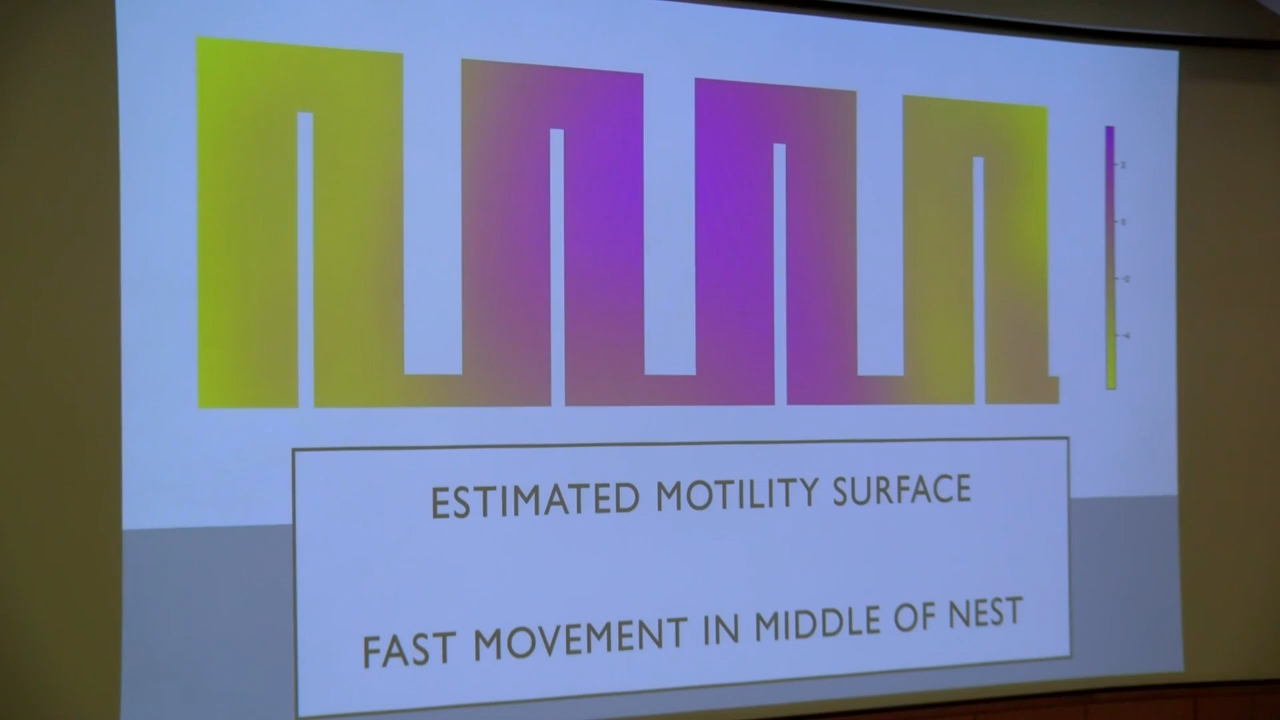 ESTIMATED MOTILITY SURFACE
FAST MOVEMENT IN MIDDLE OF NEST